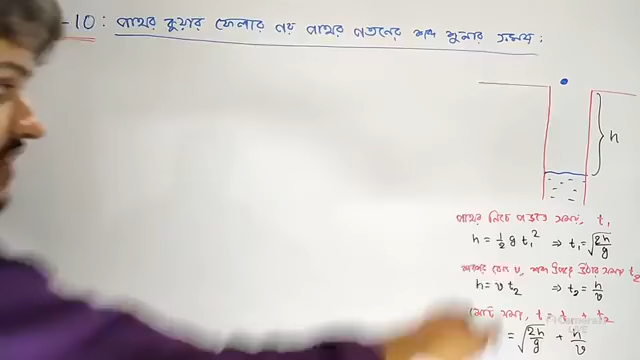 -10: পাথর কুয়ার ফেলার পর পাথর পতনের শব্দ শুনার সময়:
h
পাথর নিচে পড়তে সময়, t₁
h = ½ g t₁² ⇒ t₁ = √(2h/g)
শব্দের বেগ v, শব্দ উপরে উঠার সময় t₂
h = v t₂ ⇒ t₂ = h/v
মোট সময়, t = t₁ + t₂
= √(2h/g) + h/v